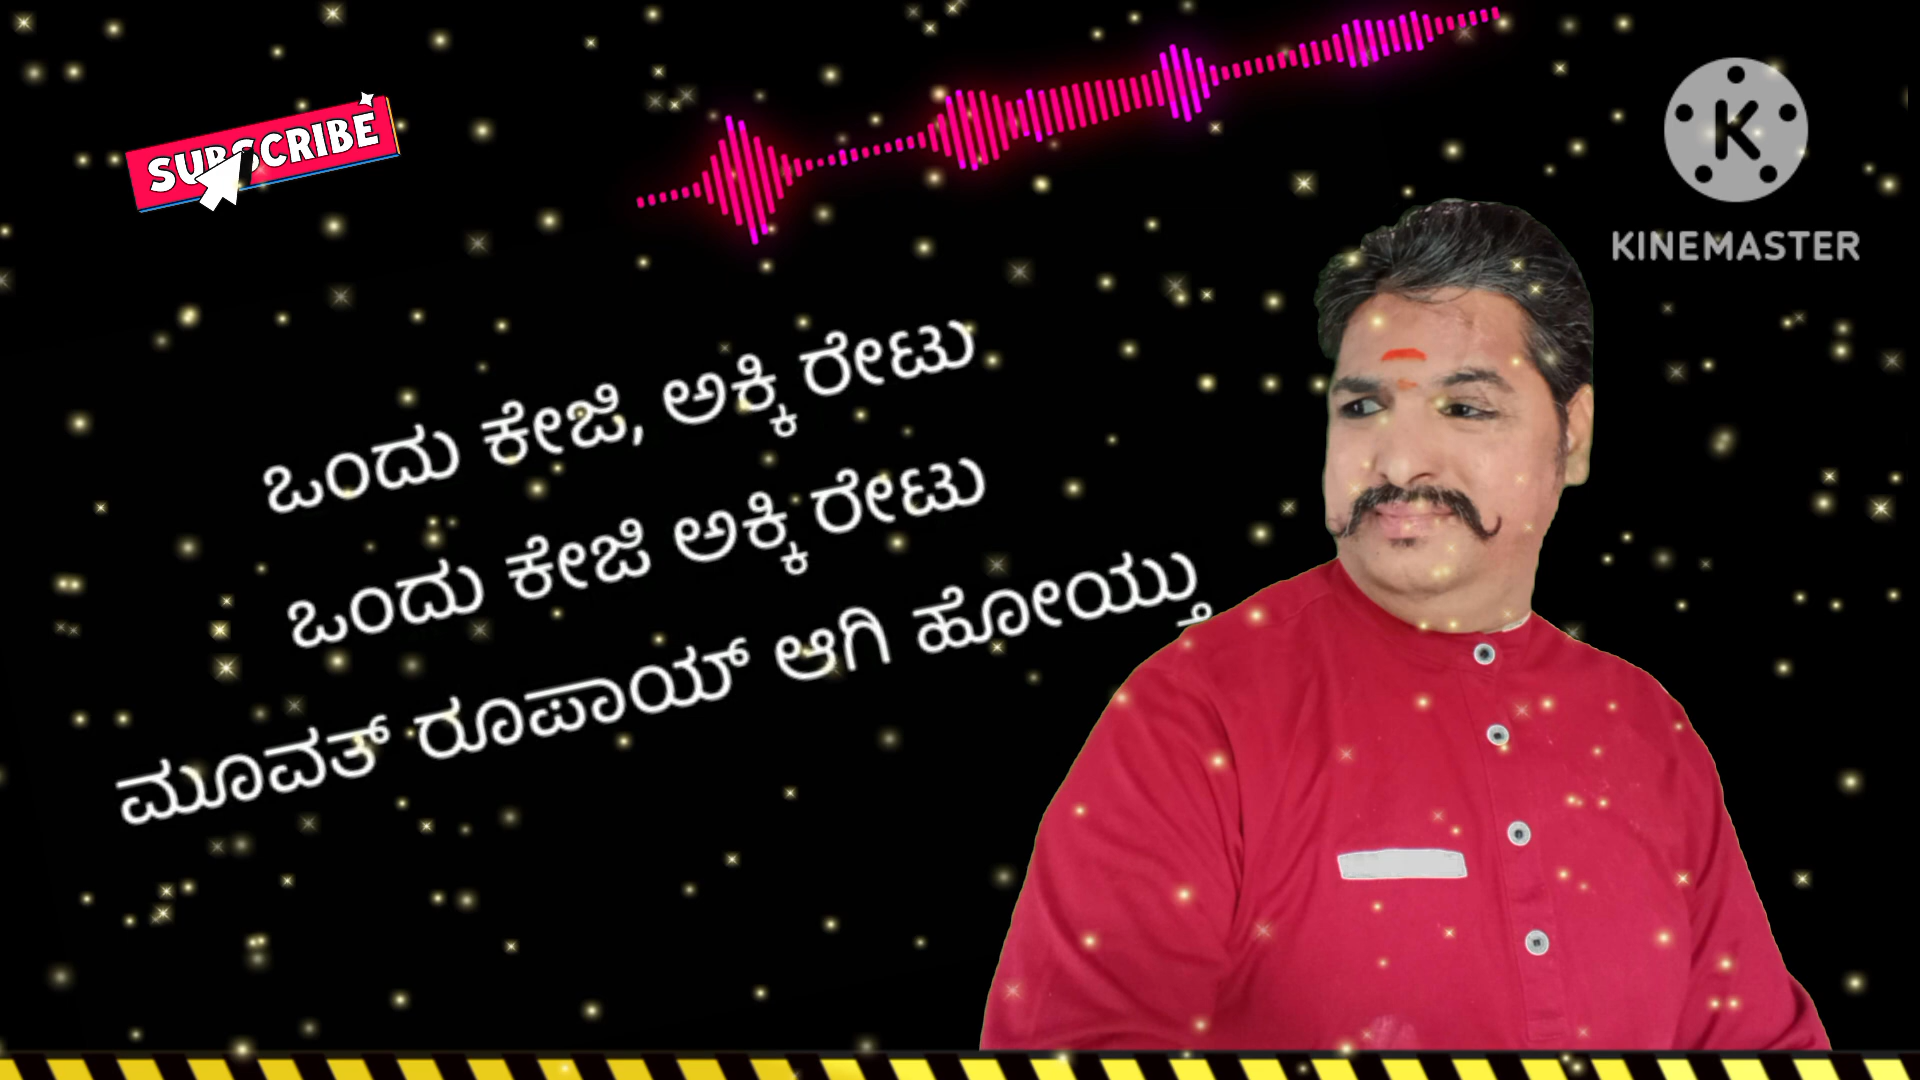 SUBSCRIBE
KINEMASTER
ಒಂದು ಕೇಜಿ, ಅಕ್ಕಿ ರೇಟು
ಒಂದು ಕೇಜಿ ಅಕ್ಕಿ ರೇಟು
ಮೂವತ್ ರೂಪಾಯ್ ಆಗಿ ಹೋಯ್ತು